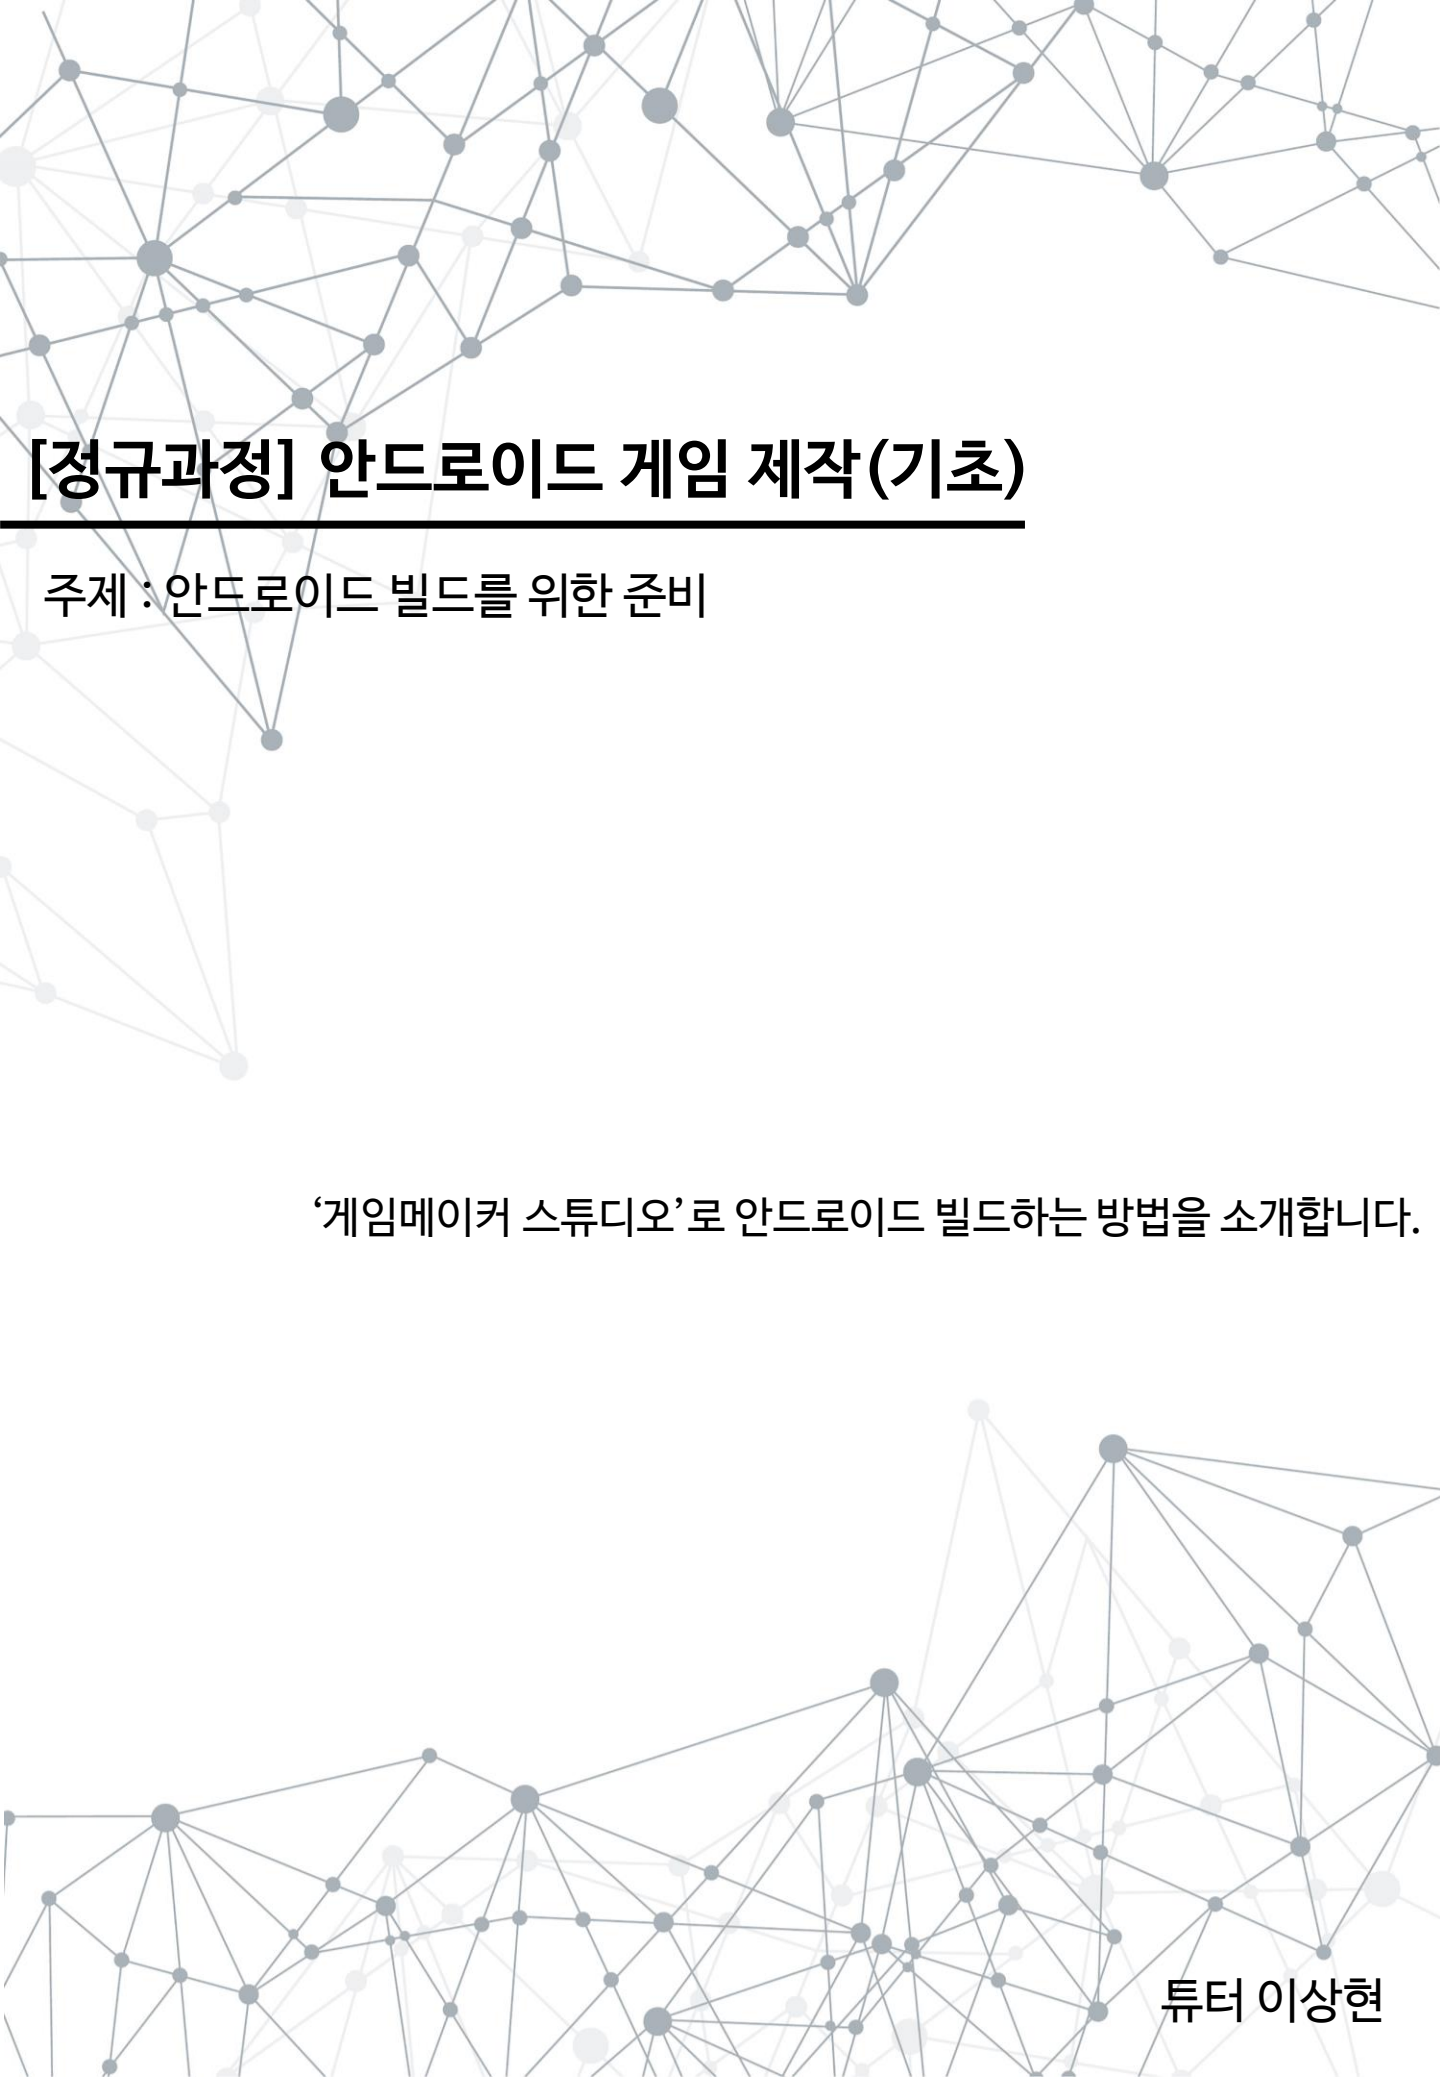 [정규과정] 안드로이드 게임 제작(기초)
주제 : 안드로이드 빌드를 위한 준비
‘게임메이커 스튜디오’로 안드로이드 빌드하는 방법을 소개합니다.
튜터 이상현